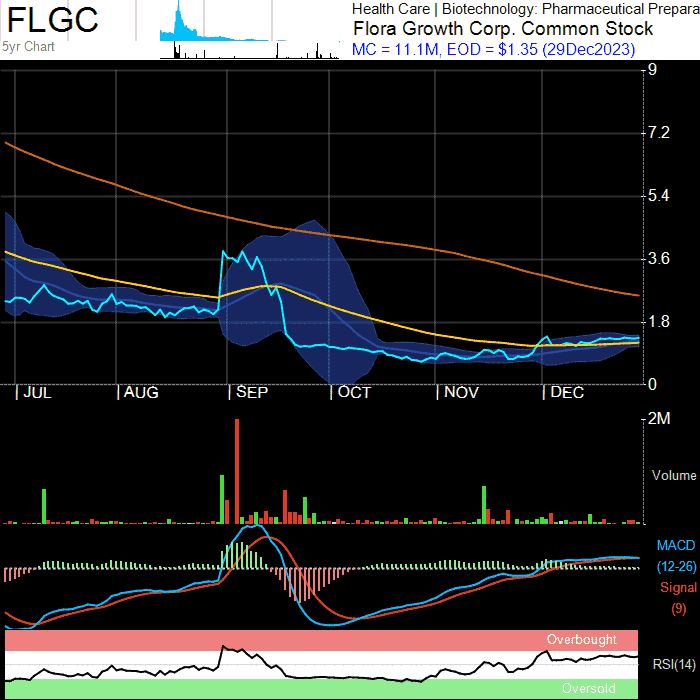 FLGC
5yr Chart
Health Care | Biotechnology: Pharmaceutical Prepara
Flora Growth Corp. Common Stock
MC = 11.1M, EOD = $1.35 (29Dec2023)
9
7.2
5.4
3.6
1.8
0
JUL AUG SEP OCT NOV DEC
2M
Volume
MACD
(12-26)
Signal
(9)
Overbought
RSI(14)
Oversold